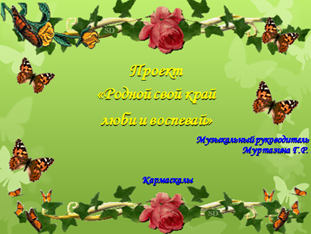 Проект
«Родной свой край
люби и воспевай»
Музыкальный руководитель
Муртазина Г.Р.
Кармаскалы